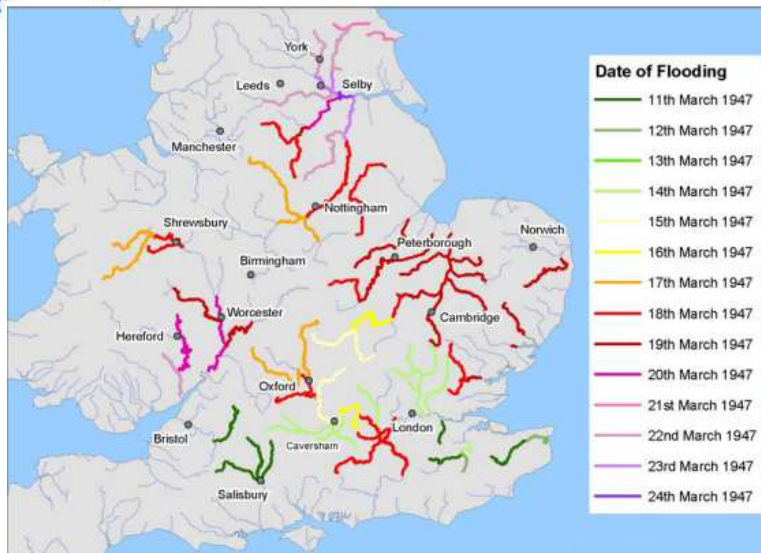 York
Leeds
Selby
Manchester
Nottingham
Shrewsbury
Peterborough
Norwich
Birmingham
Worcester
Cambridge
Hereford
Oxford
London
Bristol
Caversham
Salisbury
Date of Flooding
11th March 1947
12th March 1947
13th March 1947
14th March 1947
15th March 1947
16th March 1947
17th March 1947
18th March 1947
19th March 1947
20th March 1947
21st March 1947
22nd March 1947
23rd March 1947
24th March 1947